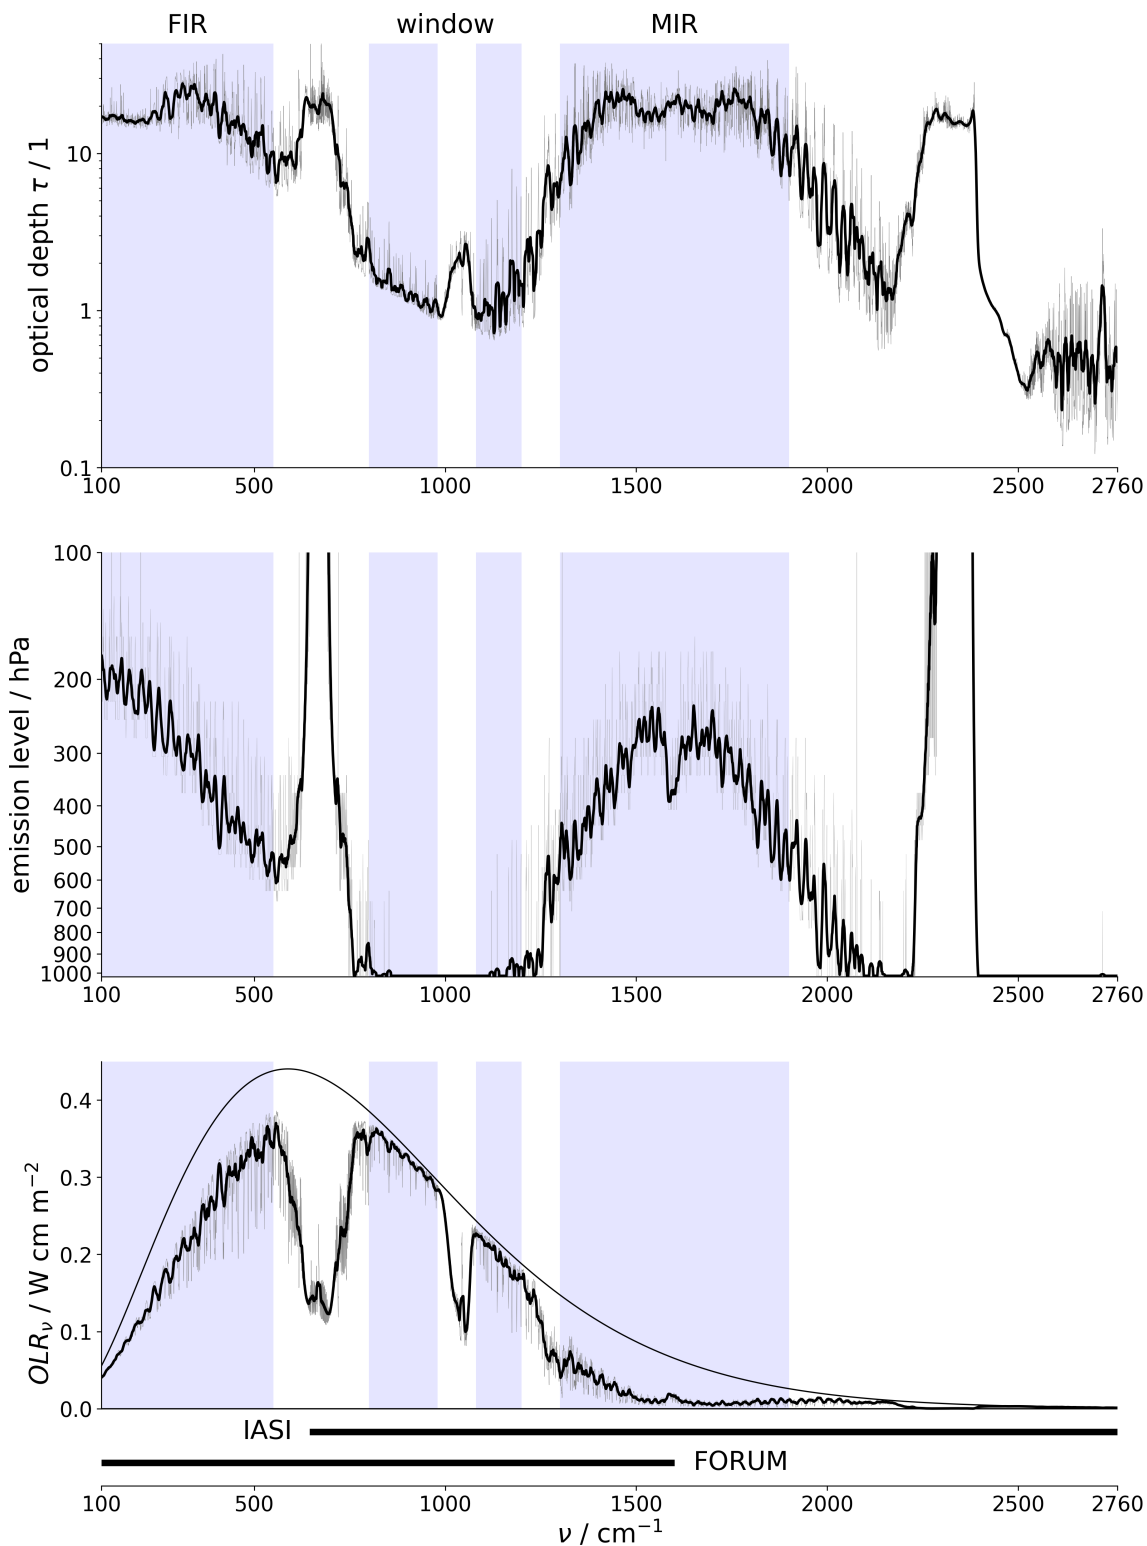 FIR window MIR
optical depth τ / 1
10
1
0.1
100 500 1000 1500 2000 2500 2760
emission level / hPa
100
200
300
400
500
600
700
800
900
1000
100 500 1000 1500 2000 2500 2760
OLRν / W cm m−2
0.4
0.3
0.2
0.1
0.0
IASI
FORUM
100 500 1000 1500 2000 2500 2760
ν / cm−1